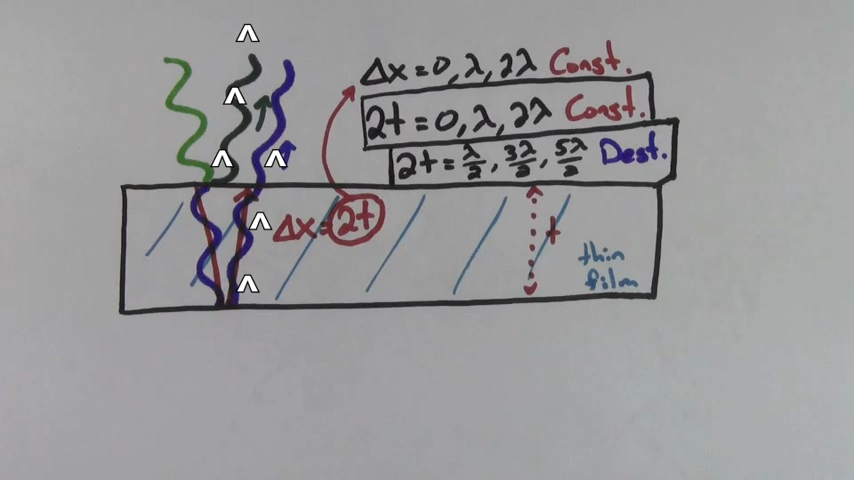 Δx = 0, λ, 2λ Const.
2t = 0, λ, 2λ Const.
2t = λ/2, 3λ/2, 5λ/2 Dest.
Δx = 2t
t
thin
film